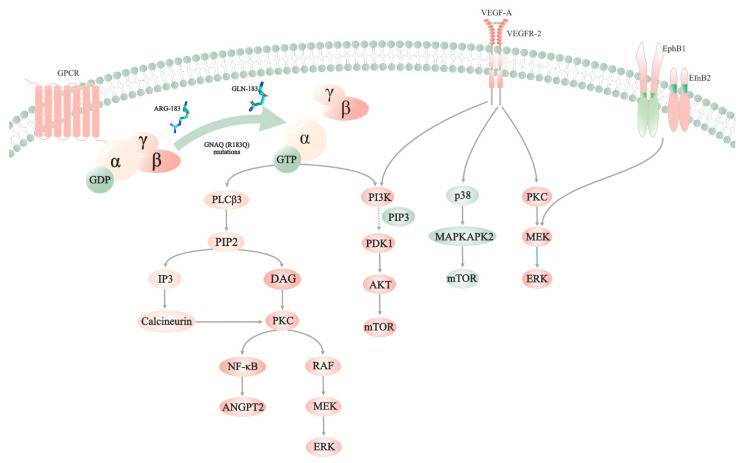 VEGF-A
VEGFR-2
EphB1
EfnB2
GPCR
GLN-183
ARG-183
γ
β
α
GDP
γ
β
GNAQ (R183Q)
mutations
α
GTP
PLCβ3
PI3K
p38
PKC
PIP3
PIP2
PDK1
MAPKAPK2
MEK
IP3
DAG
AKT
mTOR
ERK
Calcineurin
PKC
mTOR
NF-κB
RAF
ANGPT2
MEK
ERK